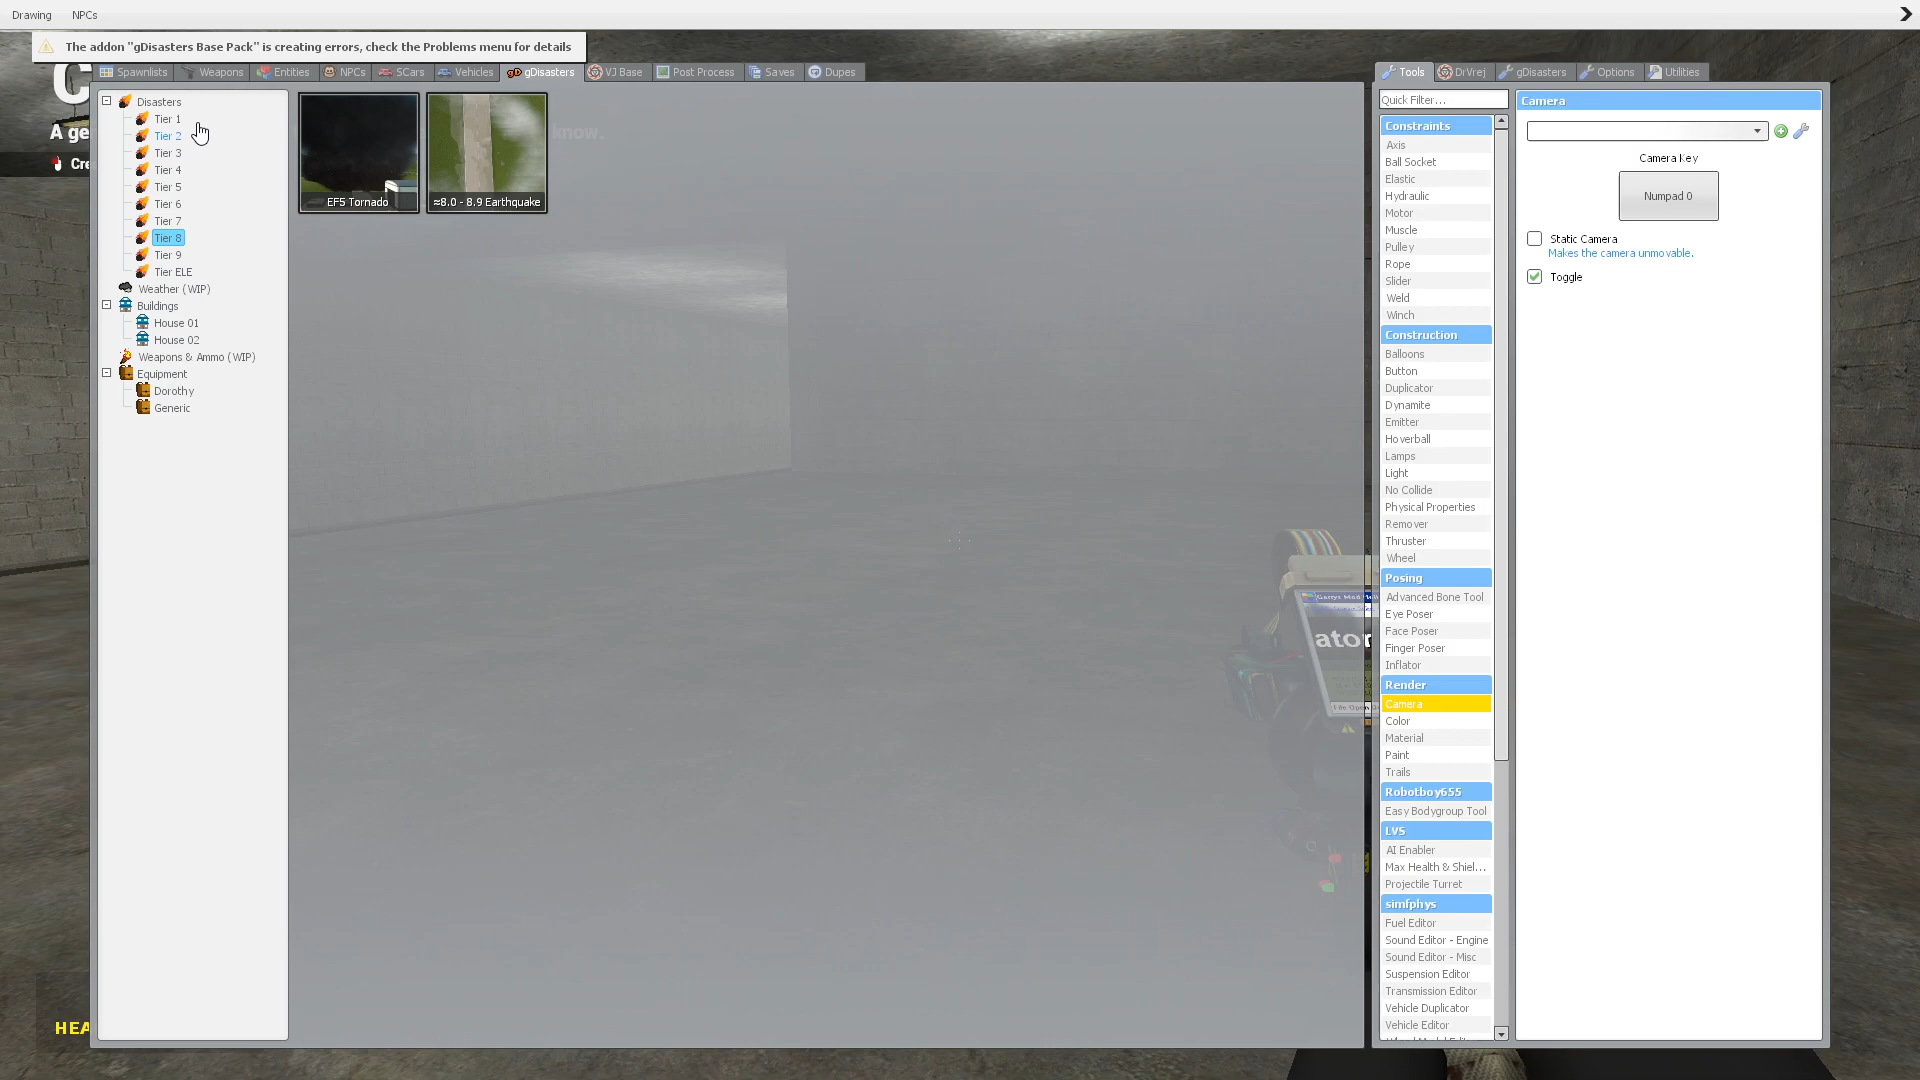 Drawing NPCs
The addon "gDisasters Base Pack" is creating errors, check the Problems menu for details
Spawnlists Weapons Entities NPCs SCars Vehicles gDisasters VJ Base Post Process Saves Dupes
Tools DrVrej gDisasters Options Utilities
A ge
know.
Cre
Disasters
Tier 1
Tier 2
Tier 3
Tier 4
Tier 5
Tier 6
Tier 7
Tier 8
Tier 9
Tier ELE
Weather (WIP)
Buildings
House 01
House 02
Weapons & Ammo (WIP)
Equipment
Dorothy
Generic
EF5 Tornado
≈8.0 - 8.9 Earthquake
ator
HEA
Quick Filter...
Constraints
Axis
Ball Socket
Elastic
Hydraulic
Motor
Muscle
Pulley
Rope
Slider
Weld
Winch
Construction
Balloons
Button
Duplicator
Dynamite
Emitter
Hoverball
Lamps
Light
No Collide
Physical Properties
Remover
Thruster
Wheel
Posing
Advanced Bone Tool
Eye Poser
Face Poser
Finger Poser
Inflator
Render
Camera
Color
Material
Paint
Trails
Robotboy655
Easy Bodygroup Tool
LVS
AI Enabler
Max Health & Shiel...
Projectile Turret
simfphys
Fuel Editor
Sound Editor - Engine
Sound Editor - Misc
Suspension Editor
Transmission Editor
Vehicle Duplicator
Vehicle Editor
Camera
Camera Key
Numpad 0
Static Camera
Makes the camera unmovable.
Toggle